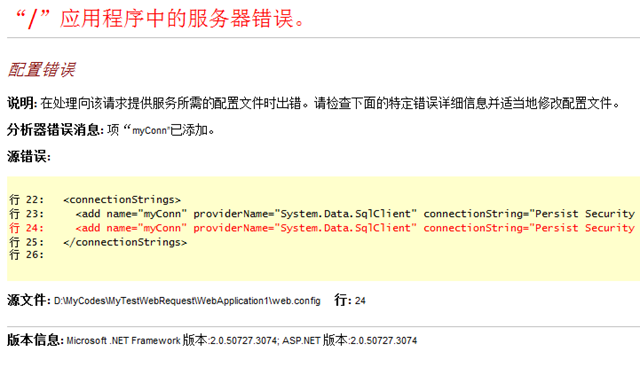 “/”应用程序中的服务器错误。
配置错误
说明: 在处理向该请求提供服务所需的配置文件时出错。请检查下面的特定错误详细信息并适当地修改配置文件。
分析器错误消息: 项“myConn”已添加。
源错误:
行 22:   <connectionStrings>
行 23:     <add name="myConn" providerName="System.Data.SqlClient" connectionString="Persist Security
行 24:     <add name="myConn" providerName="System.Data.SqlClient" connectionString="Persist Security
行 25:   </connectionStrings>
行 26:
源文件: D:\MyCodes\MyTestWebRequest\WebApplication1\web.config    行: 24
版本信息: Microsoft .NET Framework 版本:2.0.50727.3074; ASP.NET 版本:2.0.50727.3074